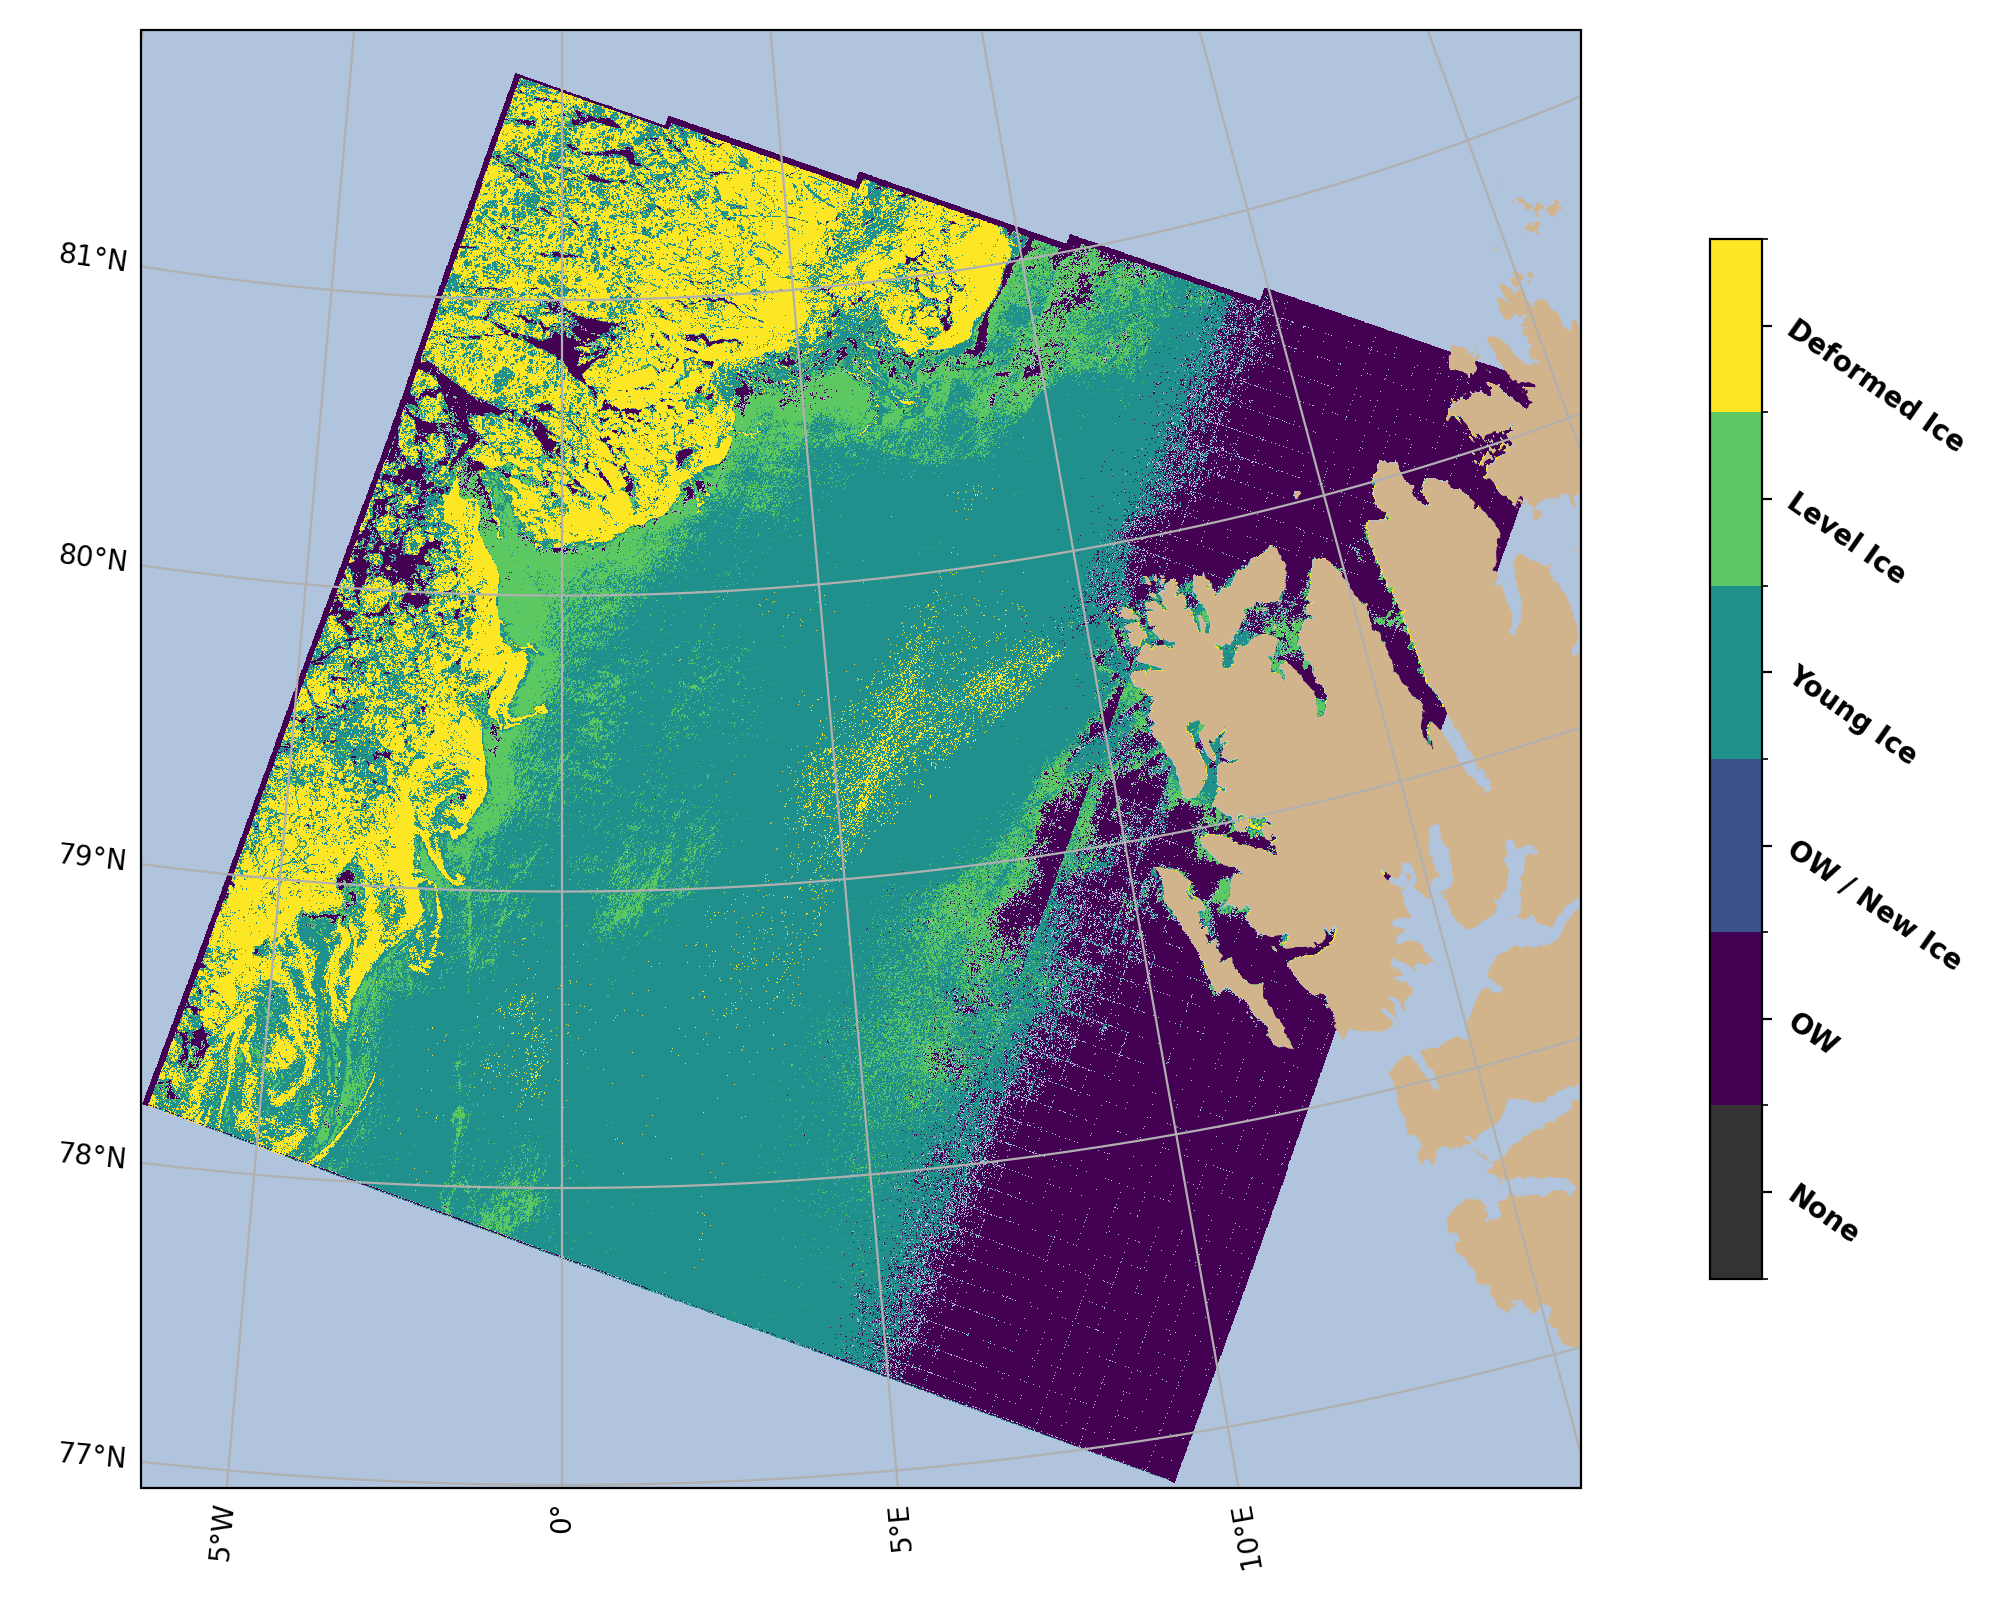 81°N
80°N
79°N
78°N
77°N
5°W
0°
5°E
10°E
Deformed Ice
Level Ice
Young Ice
OW / New Ice
OW
None